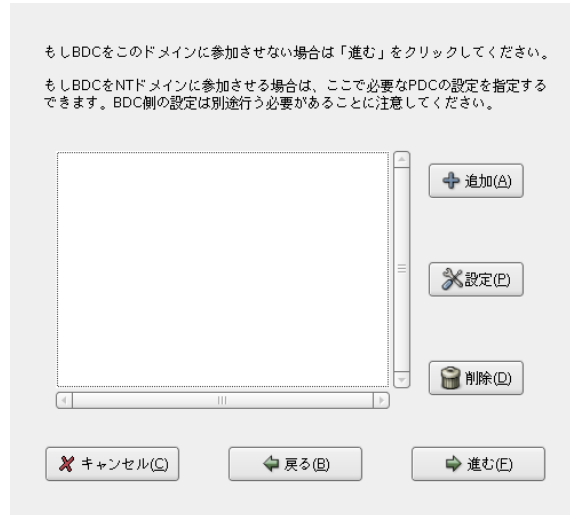 もしBDCをこのドメインに参加させない場合は「進む」をクリックしてください。
もしBDCをNTドメインに参加させる場合は、ここで必要なPDCの設定を指定する
できます。BDC側の設定は別途行う必要があることに注意してください。
追加(A)
設定(P)
削除(D)
キャンセル(C)
戻る(B)
進む(F)